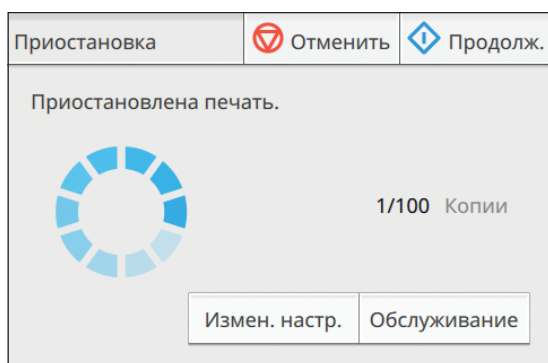 Приостановка
Отменить
Продолж.
Приостановлена печать.
1/100 Копии
Измен. настр.
Обслуживание